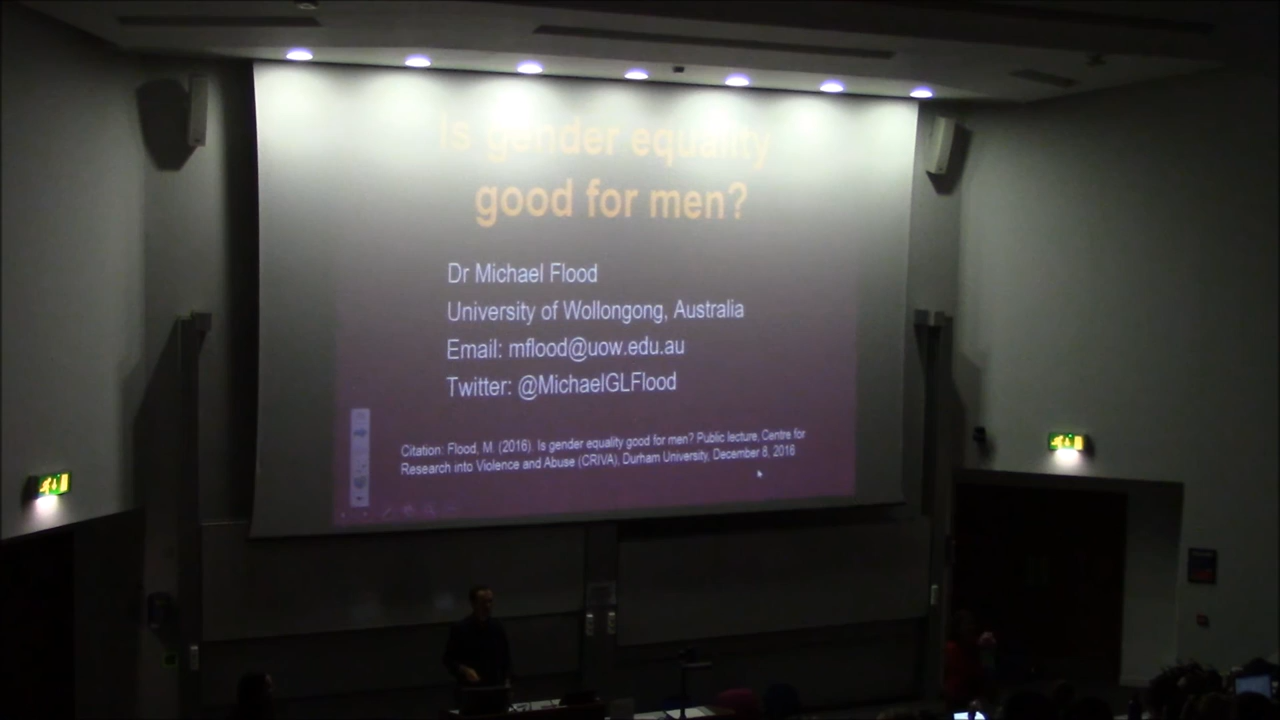 Is gender equality
good for men?
Dr Michael Flood
University of Wollongong, Australia
Email: mflood@uow.edu.au
Twitter: @MichaelGLFlood
Citation: Flood, M. (2016). Is gender equality good for men? Public lecture, Centre for
Research into Violence and Abuse (CRIVA), Durham University, December 8, 2016